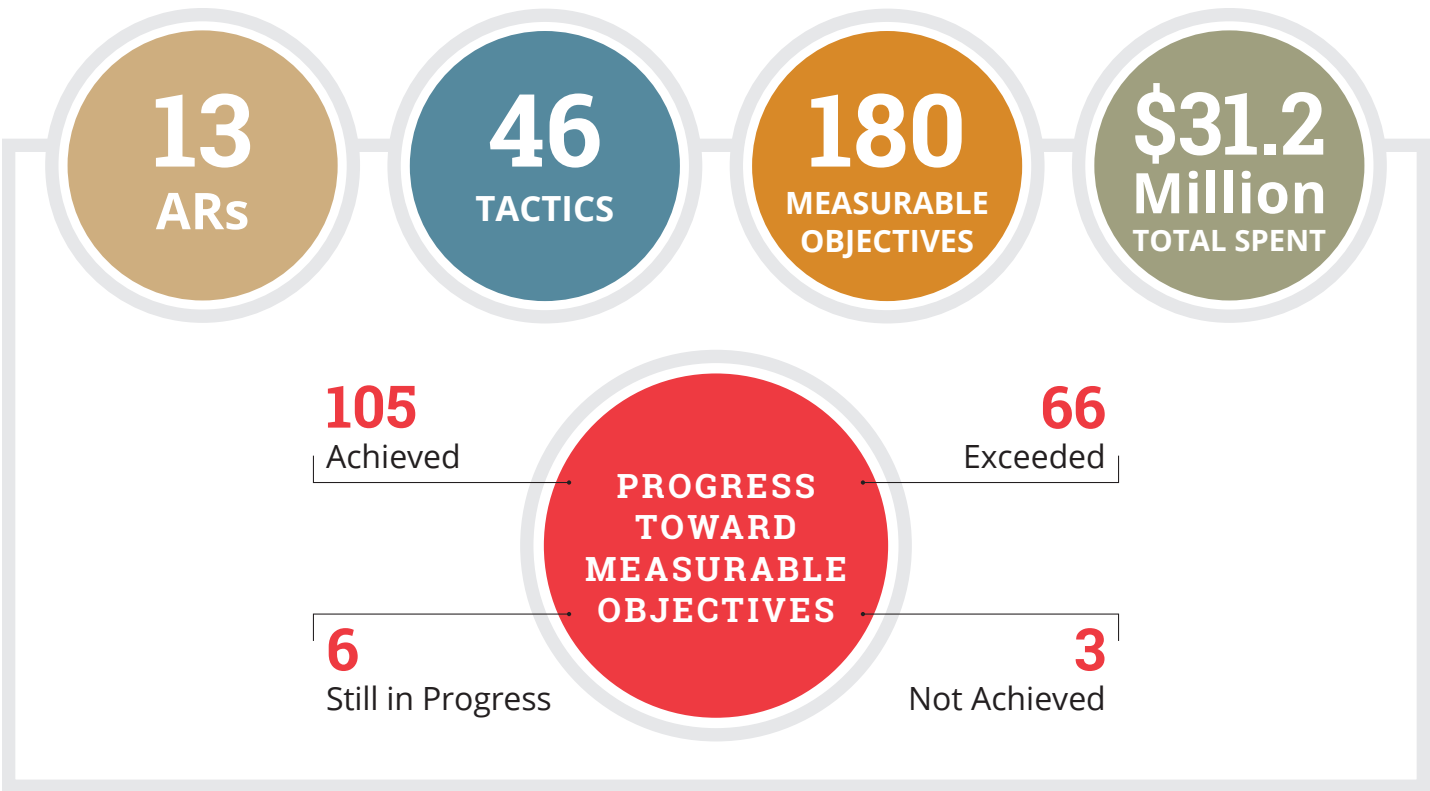 13
ARs
46
TACTICS
180
MEASURABLE
OBJECTIVES
$31.2
Million
TOTAL SPENT
105
Achieved
66
Exceeded
PROGRESS
TOWARD
MEASURABLE
OBJECTIVES
6
Still in Progress
3
Not Achieved